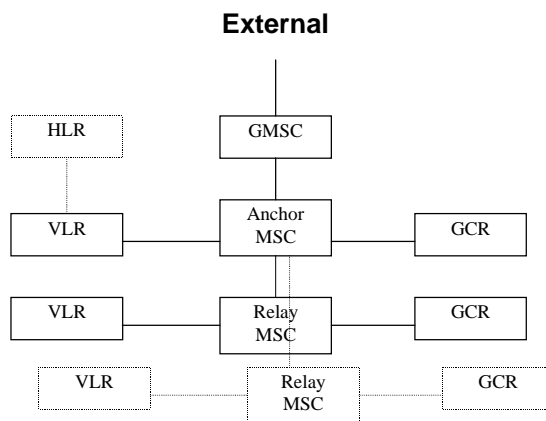 External
HLR
GMSC
VLR
Anchor
MSC
GCR
VLR
Relay
MSC
GCR
VLR
Relay
MSC
GCR